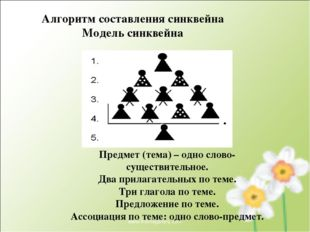 Алгоритм составления синквейна
Модель синквейна
1.
2.
3.
4.
5.
Предмет (тема) – одно слово-
существительное.
Два прилагательных по теме.
Три глагола по теме.
Предложение по теме.
Ассоциация по теме: одно слово-предмет.